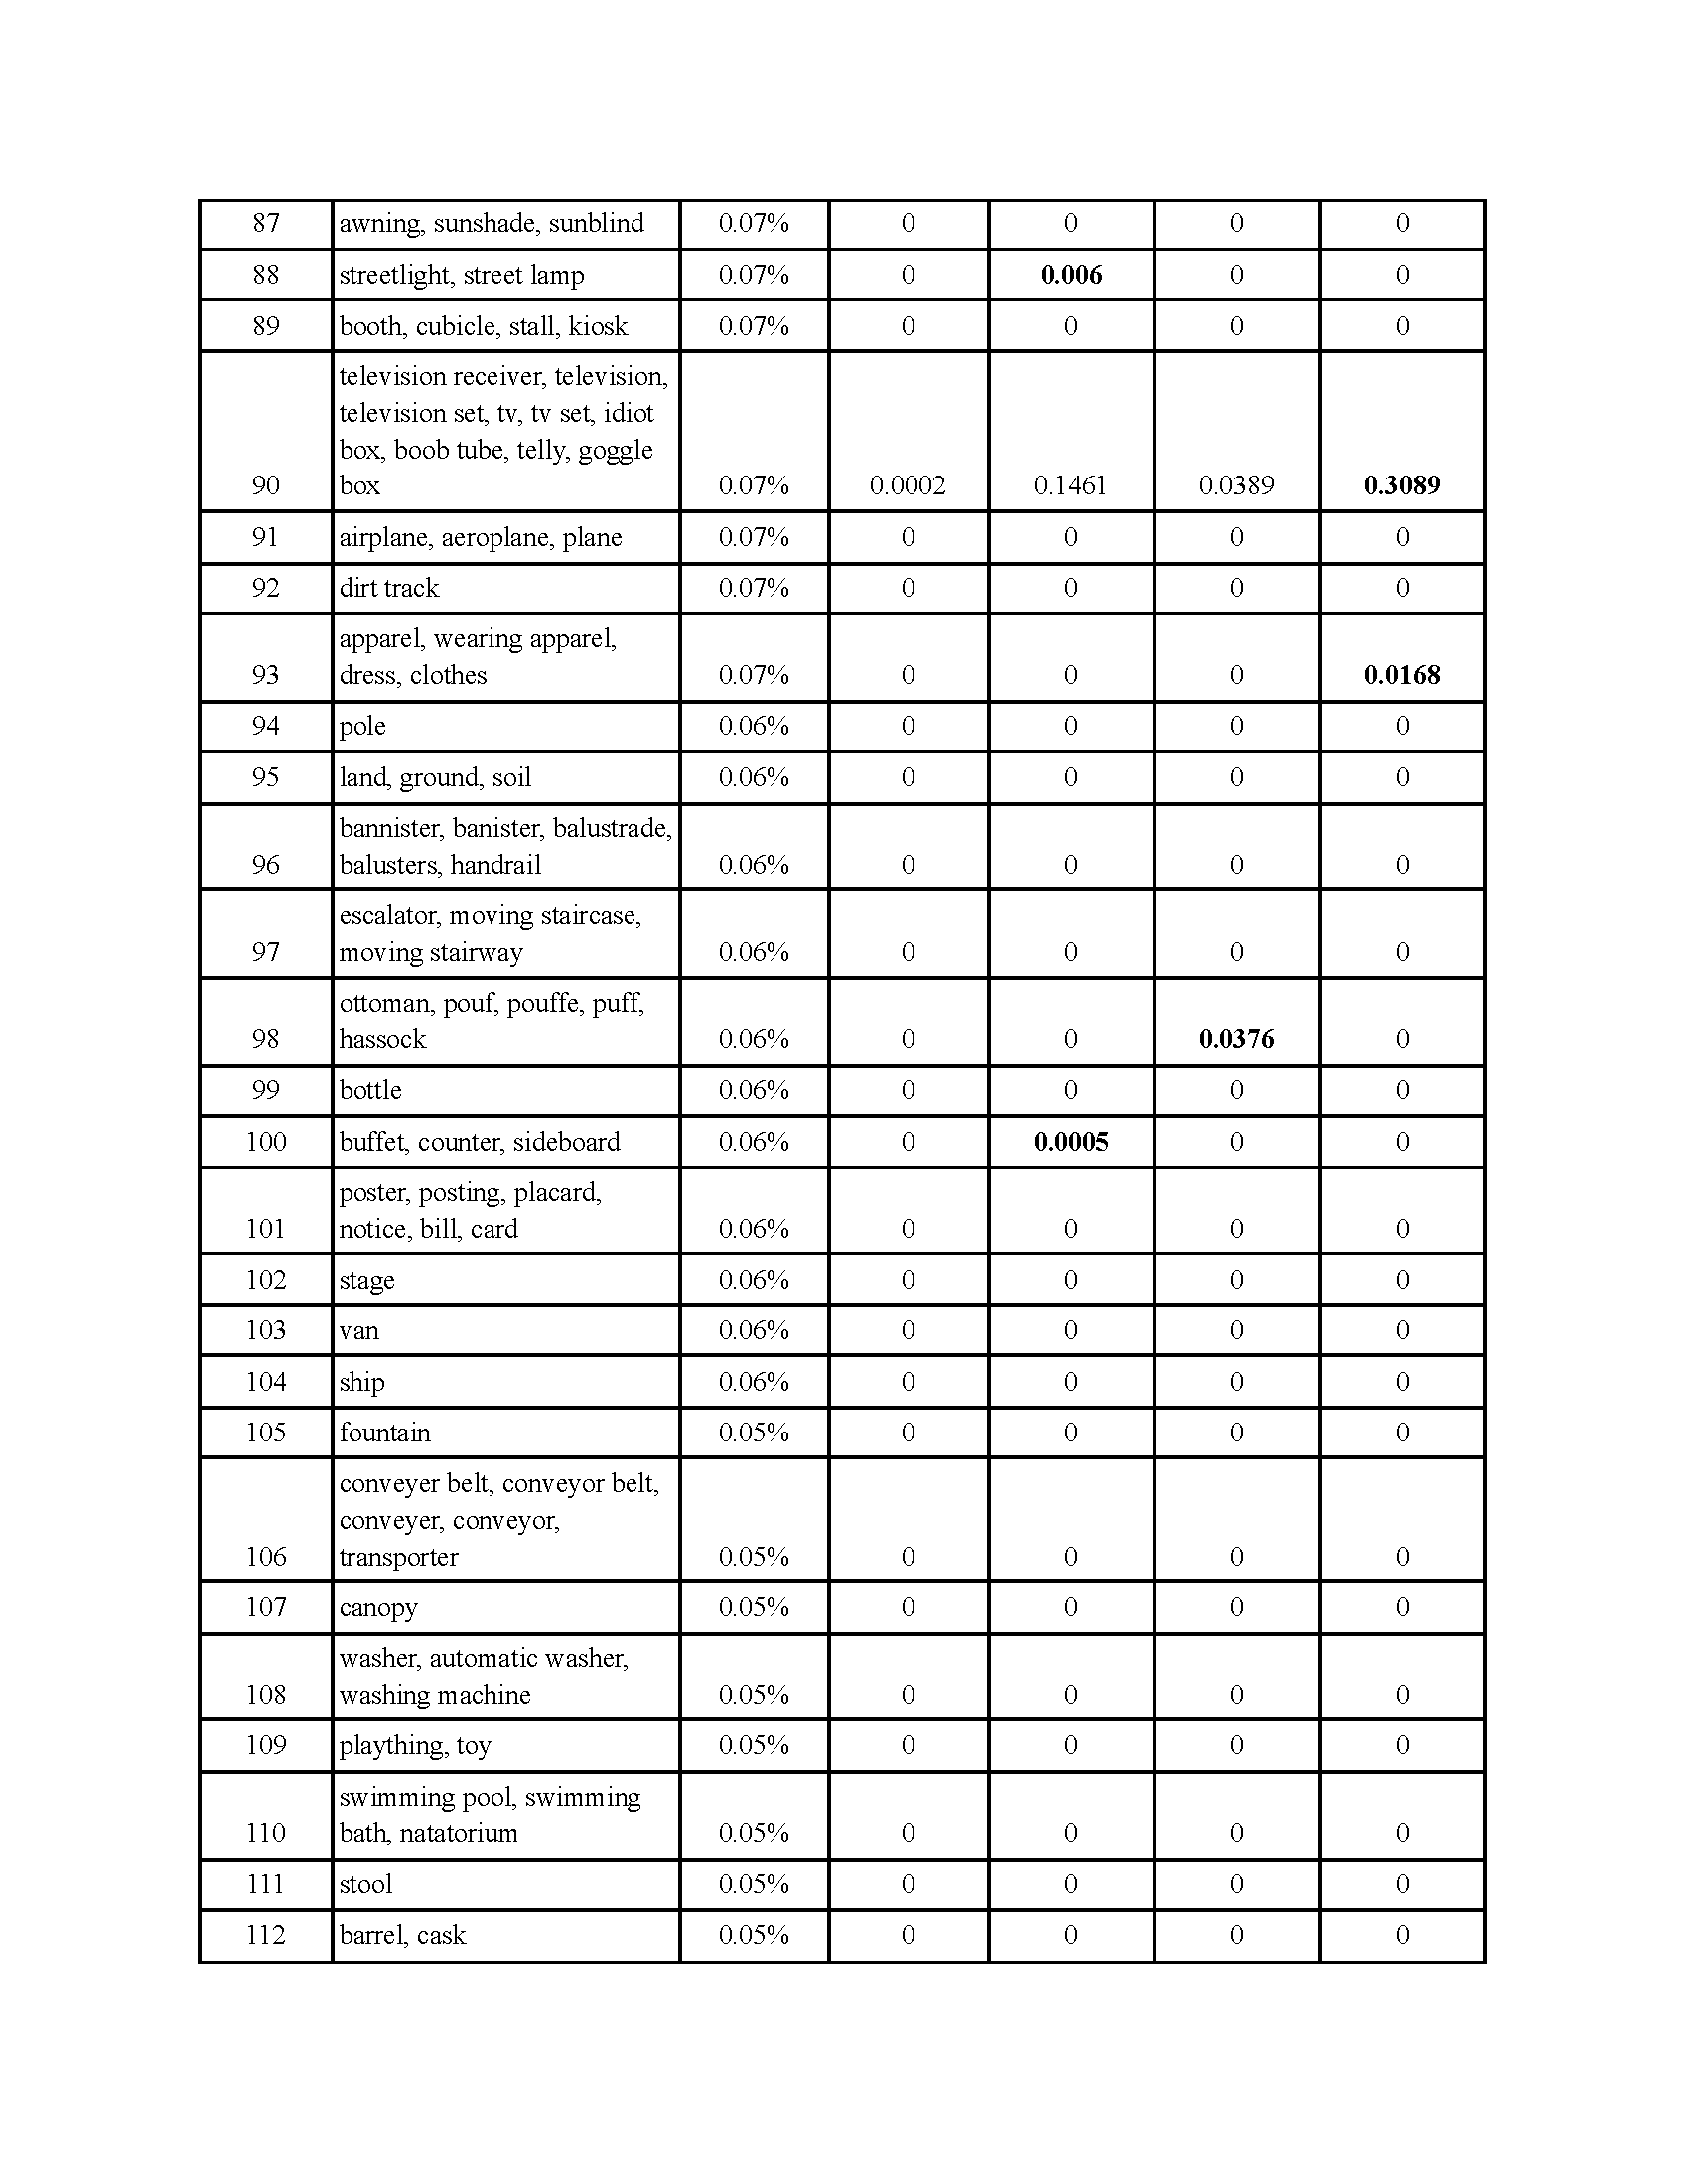 87 awning, sunshade, sunblind 0.07% 0 0 0 0
88 streetlight, street lamp 0.07% 0 0.006 0 0
89 booth, cubicle, stall, kiosk 0.07% 0 0 0 0
television receiver, television,
television set, tv, tv set, idiot
box, boob tube, telly, goggle
90 box 0.07% 0.0002 0.1461 0.0389 0.3089
91 airplane, aeroplane, plane 0.07% 0 0 0 0
92 dirt track 0.07% 0 0 0 0
apparel, wearing apparel,
93 dress, clothes 0.07% 0 0 0 0.0168
94 pole 0.06% 0 0 0 0
95 land, ground, soil 0.06% 0 0 0 0
bannister, banister, balustrade,
96 balusters, handrail 0.06% 0 0 0 0
escalator, moving staircase,
97 moving stairway 0.06% 0 0 0 0
ottoman, pouf, pouffe, puff,
98 hassock 0.06% 0 0 0.0376 0
99 bottle 0.06% 0 0 0 0
100 buffet, counter, sideboard 0.06% 0 0.0005 0 0
poster, posting, placard,
101 notice, bill, card 0.06% 0 0 0 0
102 stage 0.06% 0 0 0 0
103 van 0.06% 0 0 0 0
104 ship 0.06% 0 0 0 0
105 fountain 0.05% 0 0 0 0
conveyer belt, conveyor belt,
conveyer, conveyor,
106 transporter 0.05% 0 0 0 0
107 canopy 0.05% 0 0 0 0
washer, automatic washer,
108 washing machine 0.05% 0 0 0 0
109 plaything, toy 0.05% 0 0 0 0
swimming pool, swimming
110 bath, natatorium 0.05% 0 0 0 0
111 stool 0.05% 0 0 0 0
112 barrel, cask 0.05% 0 0 0 0